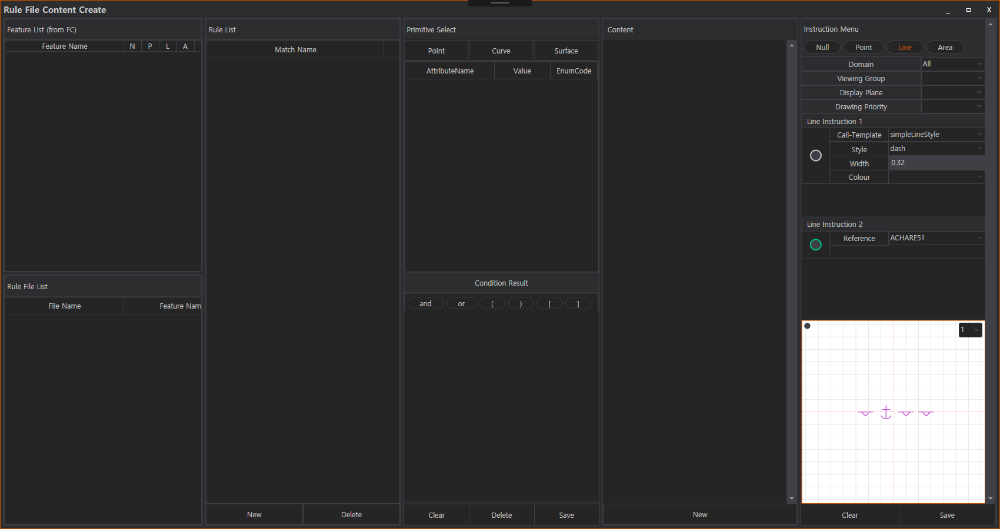 Rule File Content Create
_ X
Feature List (from FC)
Feature Name N P L A
Rule File List
File Name Feature Nam
Rule List
Match Name
New Delete
Primitive Select
Point Curve Surface
AttributeName Value EnumCode
Condition Result
and or ( ) [ ]
Clear Delete Save
Content
New
Instruction Menu
Null Point Line Area
Domain All
Viewing Group
Display Plane
Drawing Priority
Line Instruction 1
Call-Template simpleLineStyle
Style dash
Width 0.32
Colour
Line Instruction 2
Reference ACHARE51
1
Clear Save